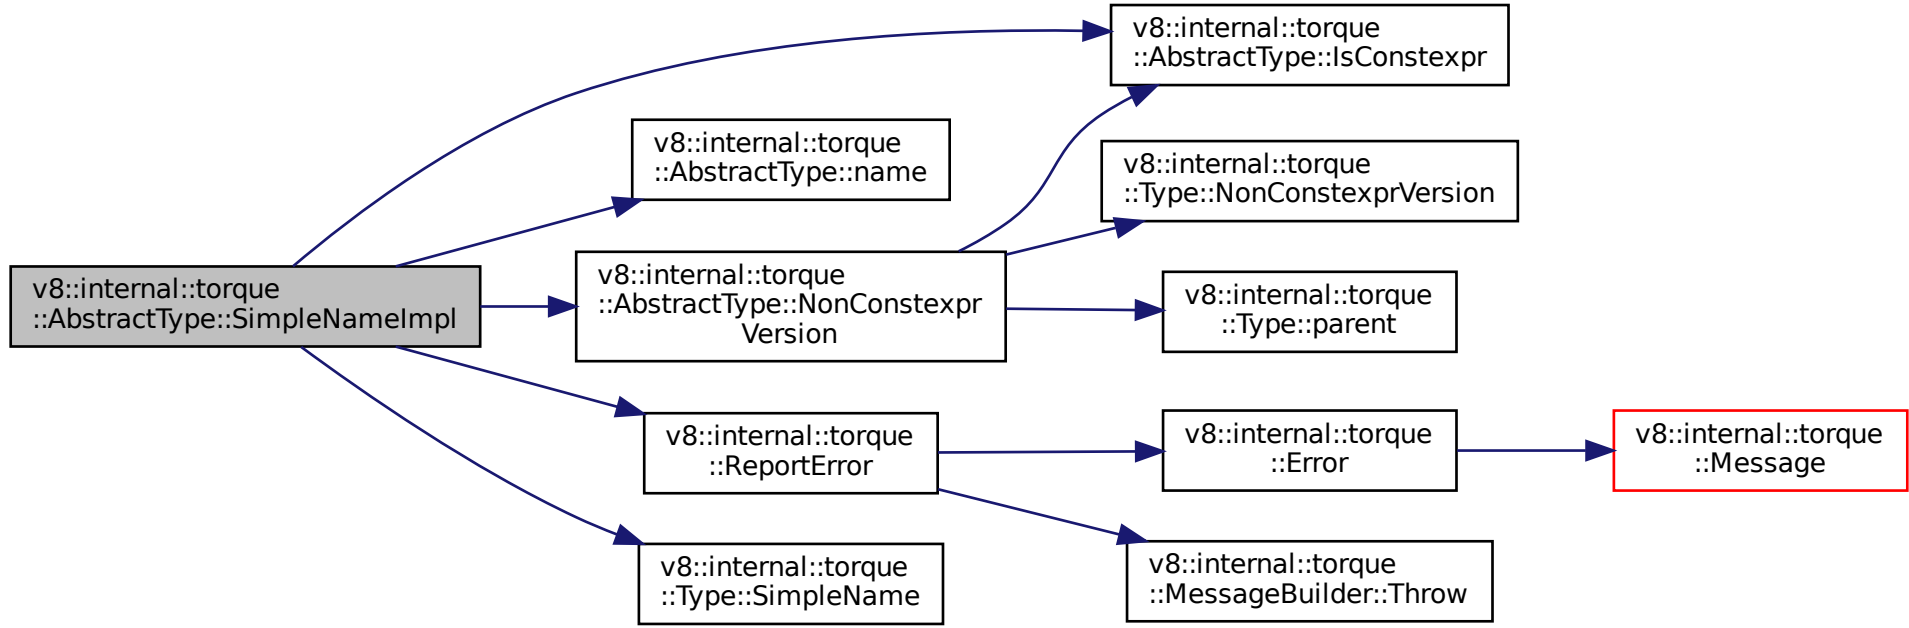 v8::internal::torque
::AbstractType::IsConstexpr
v8::internal::torque
::AbstractType::name
v8::internal::torque
::Type::NonConstexprVersion
v8::internal::torque
::AbstractType::SimpleNameImpl
v8::internal::torque
::AbstractType::NonConstexpr
Version
v8::internal::torque
::Type::parent
v8::internal::torque
::ReportError
v8::internal::torque
::Error
v8::internal::torque
::Message
v8::internal::torque
::Type::SimpleName
v8::internal::torque
::MessageBuilder::Throw